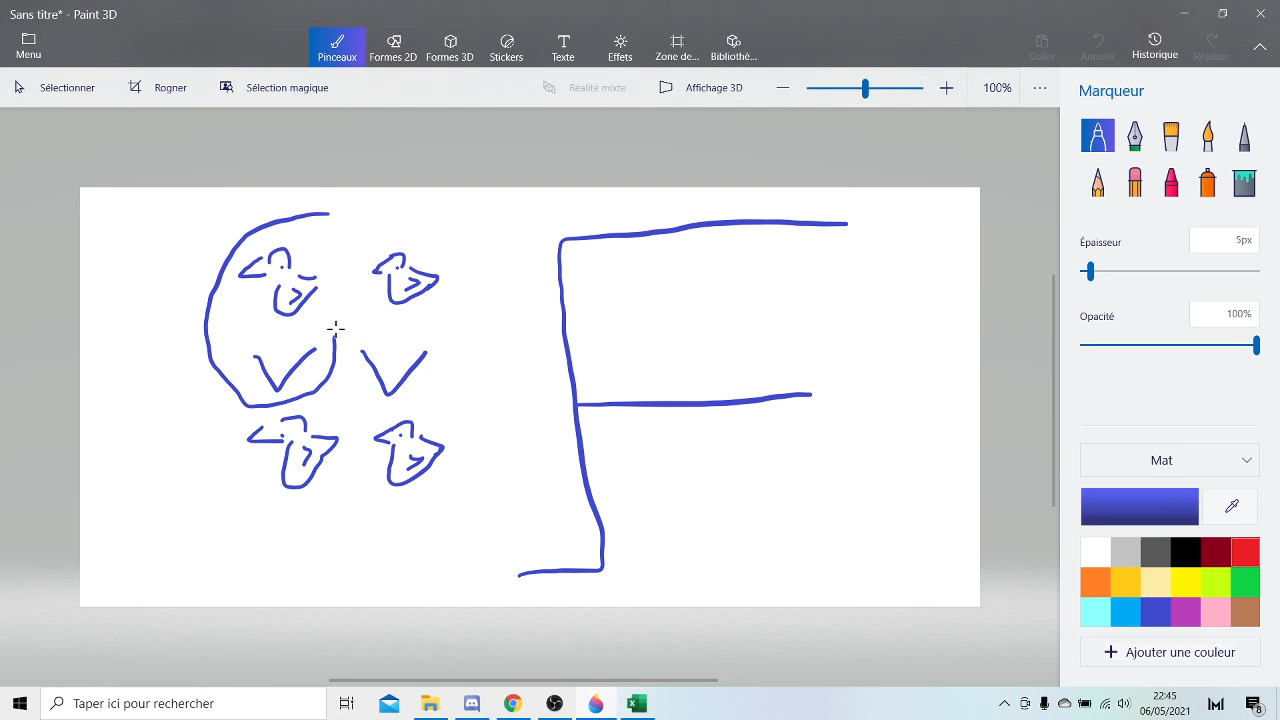 Sans titre* - Paint 3D
Menu
Pinceaux
Formes 2D
Formes 3D
Stickers
Texte
Effets
Zone de...
Bibliothè...
Coller
Annuler
Historique
Répéter
Sélectionner
Rogner
Sélection magique
Réalité mixte
Affichage 3D
100%
Marqueur
Épaisseur
5px
Opacité
100%
Mat
Ajouter une couleur
Taper ici pour rechercher
22:45
06/05/2021
8